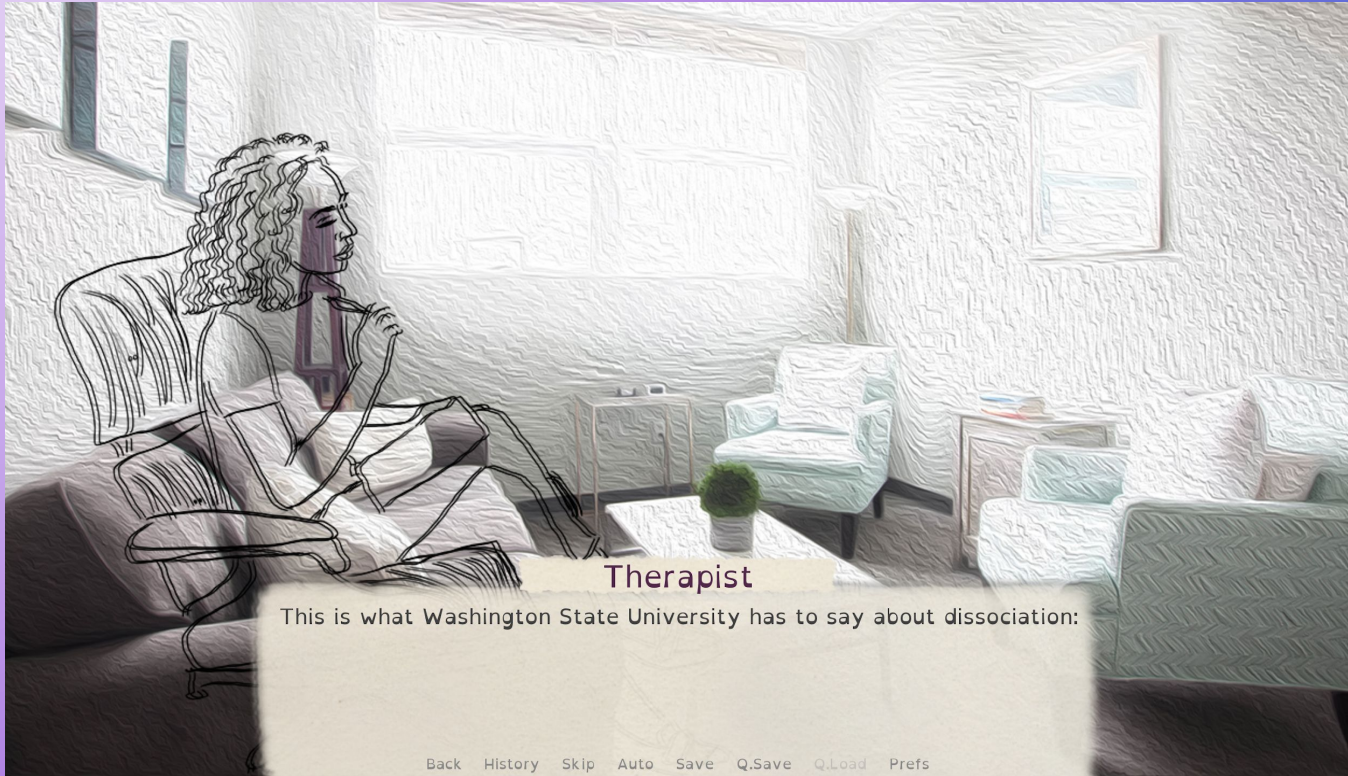 Therapist
This is what Washington State University has to say about dissociation:
Back History Skip Auto Save Q.Save Q.Load Prefs